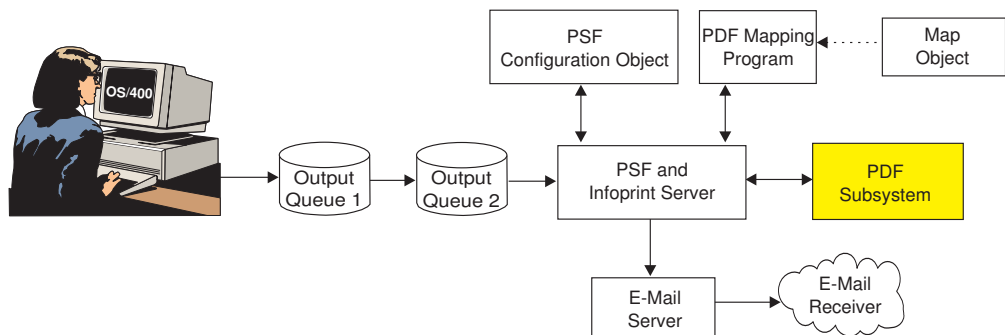 OS/400
PSF
Configuration Object
PDF Mapping
Program
Map
Object
Output
Queue 1
Output
Queue 2
PSF and
Infoprint Server
PDF
Subsystem
E-Mail
Server
E-Mail
Receiver